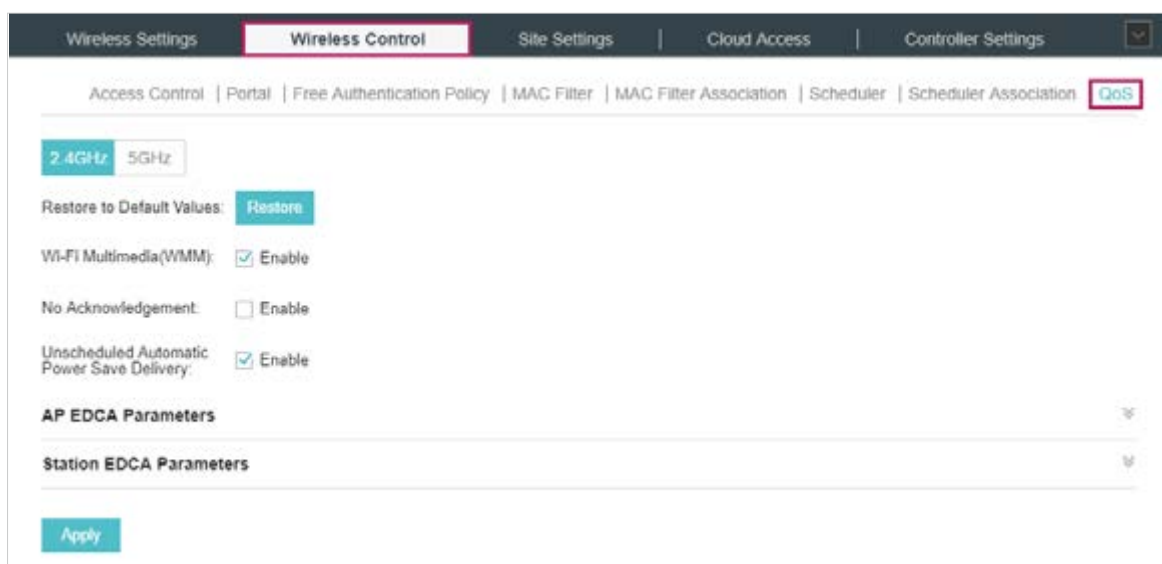 Wireless Settings Wireless Control Site Settings | Cloud Access | Controller Settings
Access Control | Portal | Free Authentication Policy | MAC Filter | MAC Filter Association | Scheduler | Scheduler Association QoS
2.4GHz 5GHz
Restore to Default Values: Restore
Wi-Fi Multimedia(WMM): Enable
No Acknowledgement: Enable
Unscheduled Automatic
Power Save Delivery: Enable
AP EDCA Parameters
Station EDCA Parameters
Apply